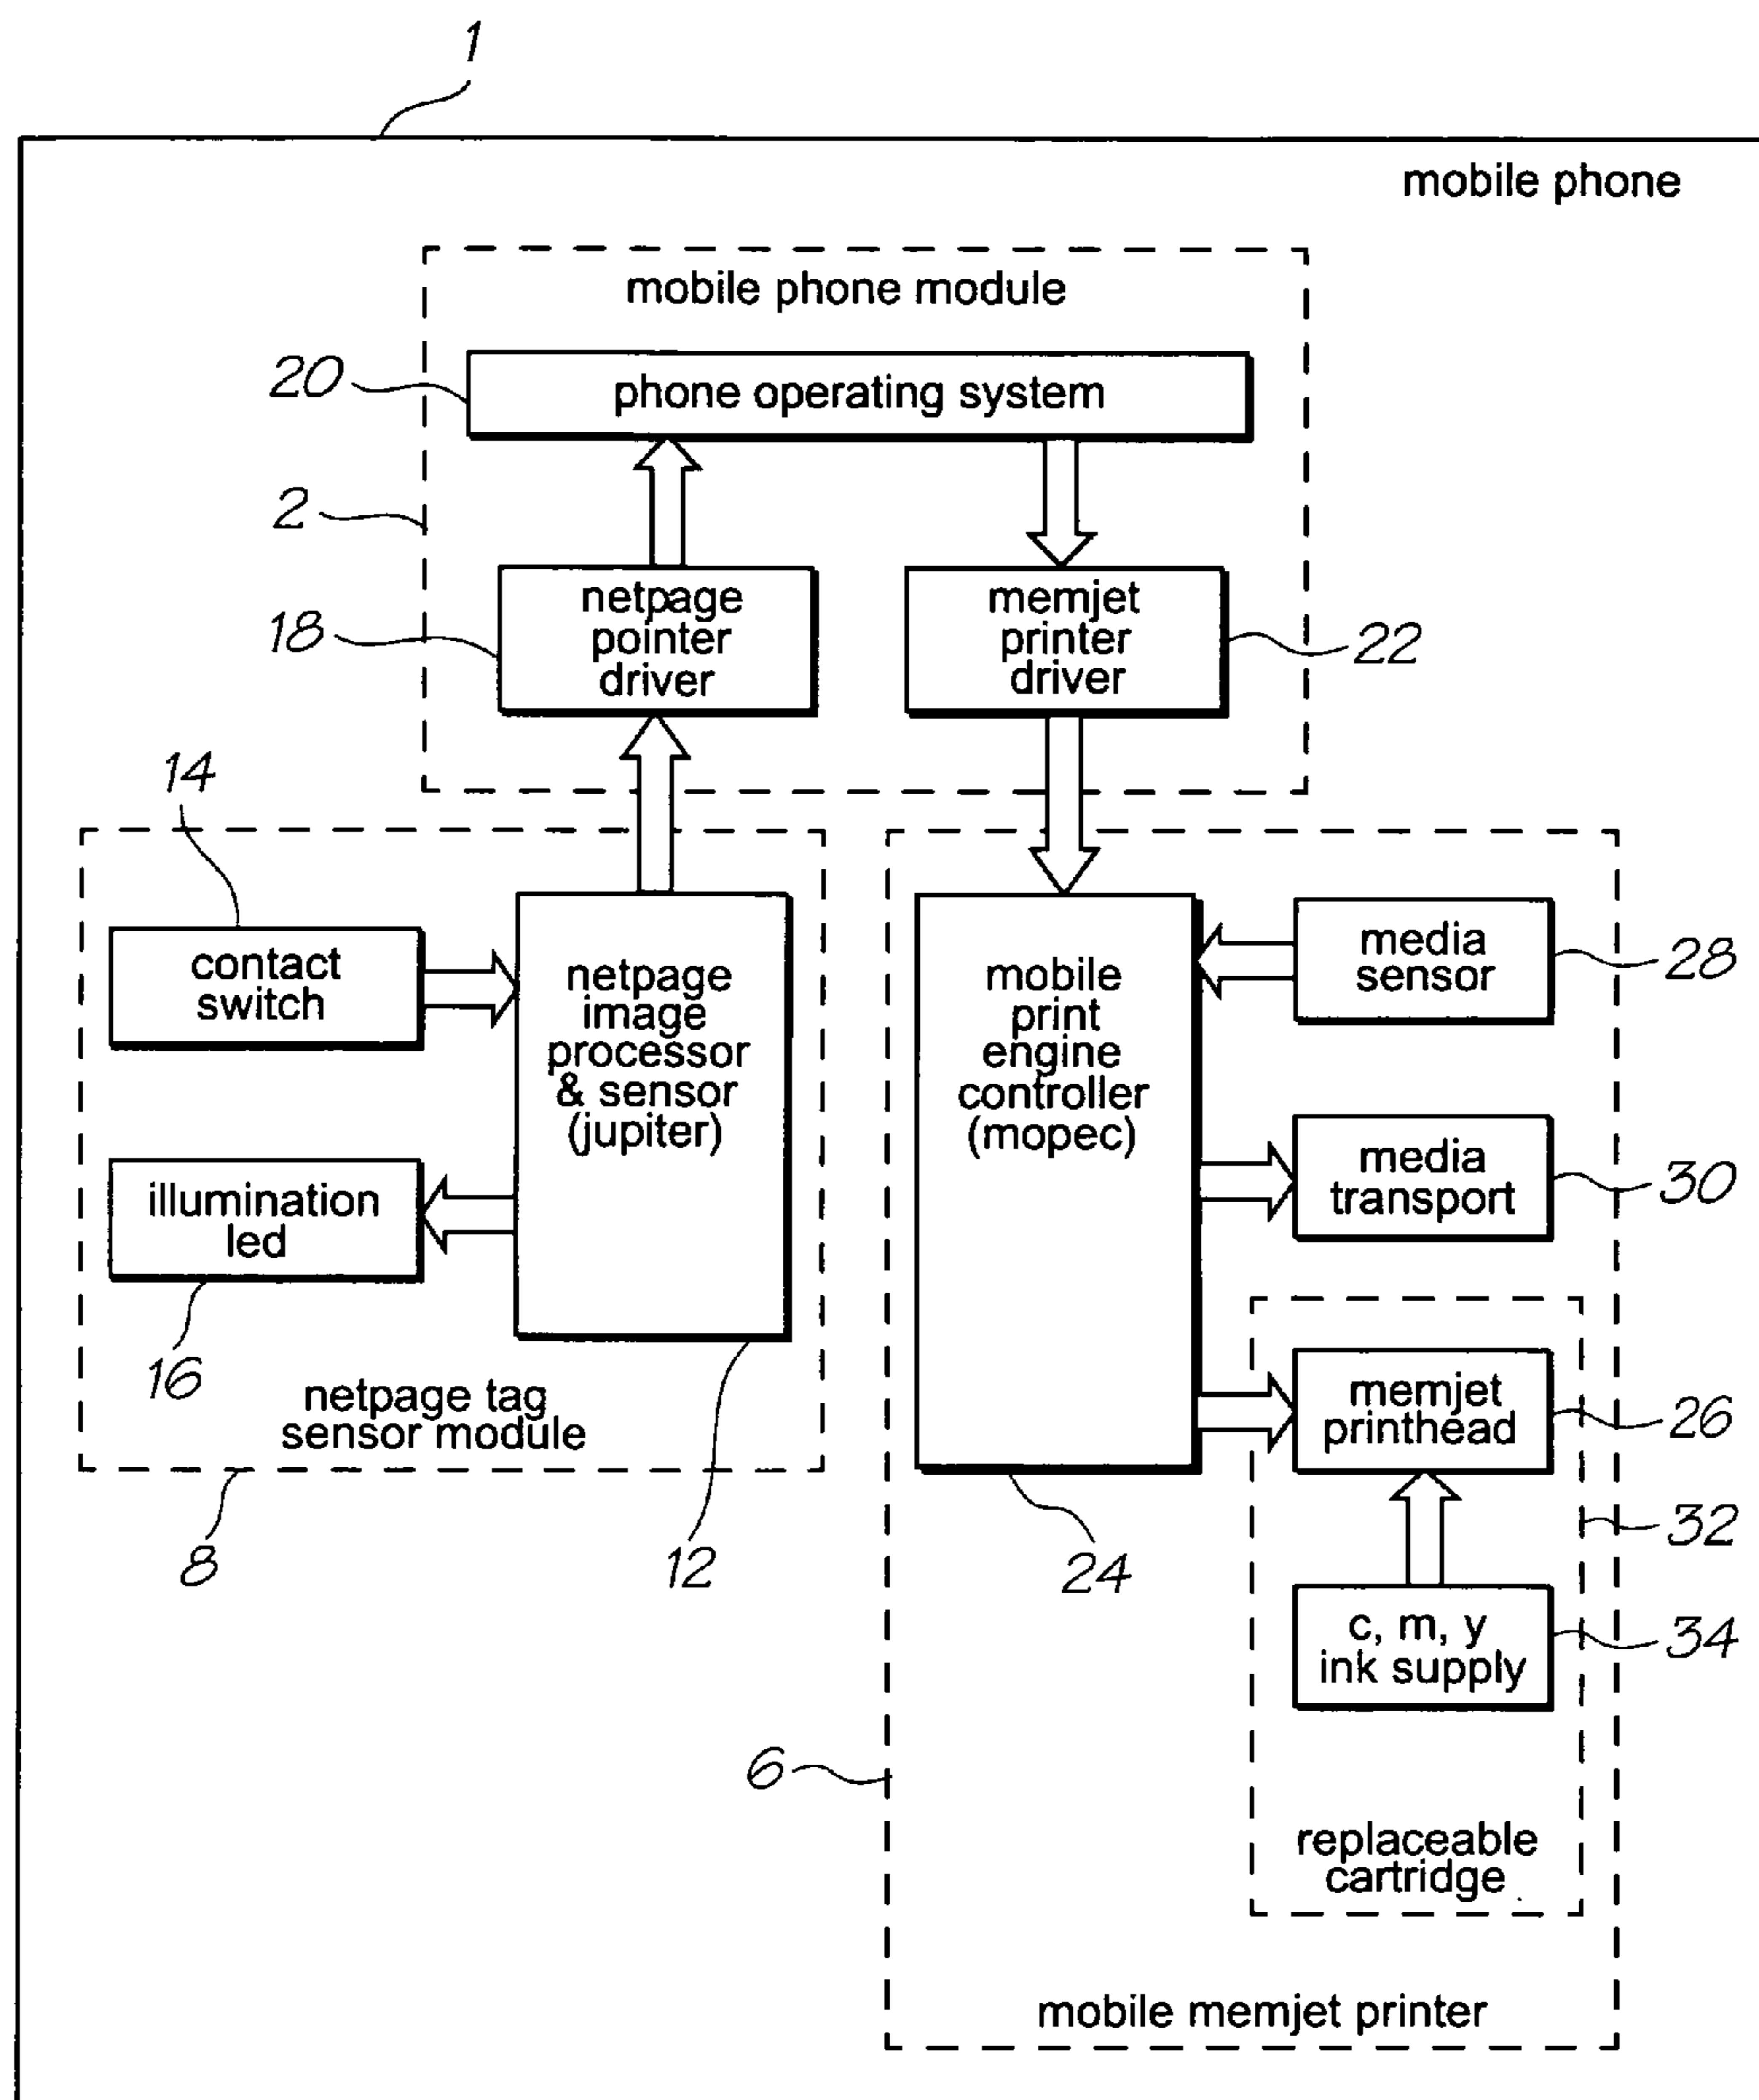 1
mobile phone
mobile phone module
20
phone operating system
2
netpage
pointer
driver
18
memjet
printer
driver
22
14
contact
switch
netpage
image
processor
& sensor
(jupiter)
illumination
led
16
netpage tag
sensor module
8
12
mobile
print
engine
controller
(mopec)
media
sensor
28
media
transport
30
memjet
printhead
26
24
32
c, m, y
ink supply
34
6
replaceable
cartridge
mobile memjet printer